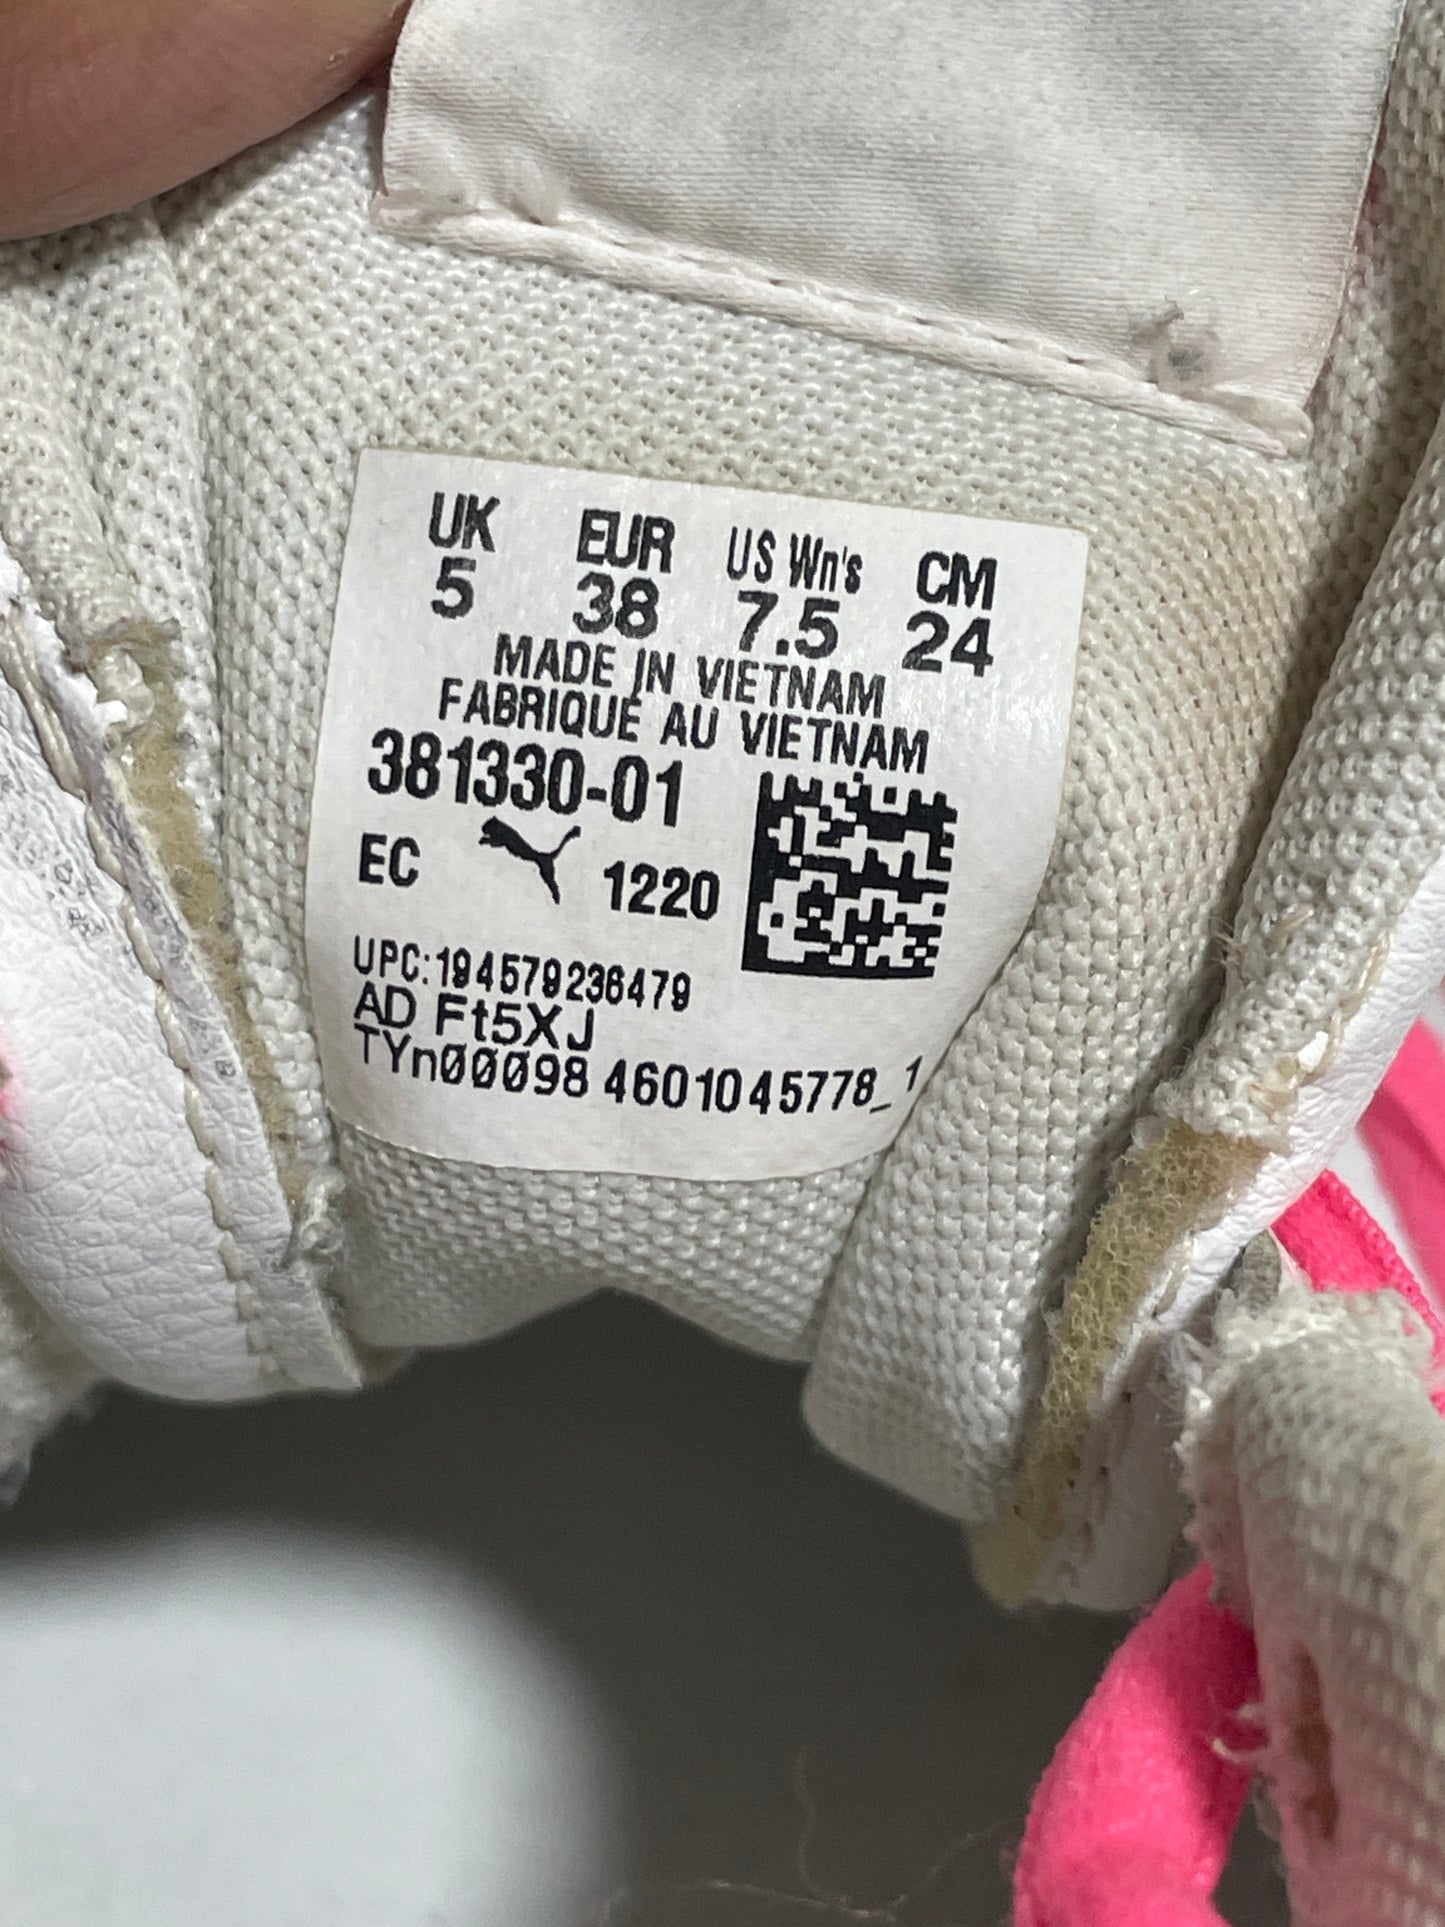 UK EUR US Wn's CM
5 38 7.5 24
MADE IN VIETNAM
FABRIQUÉ AU VIETNAM
381330-01
EC 1220
UPC:194579236479
AD Ft5XJ
TYn00098 4601045778_1